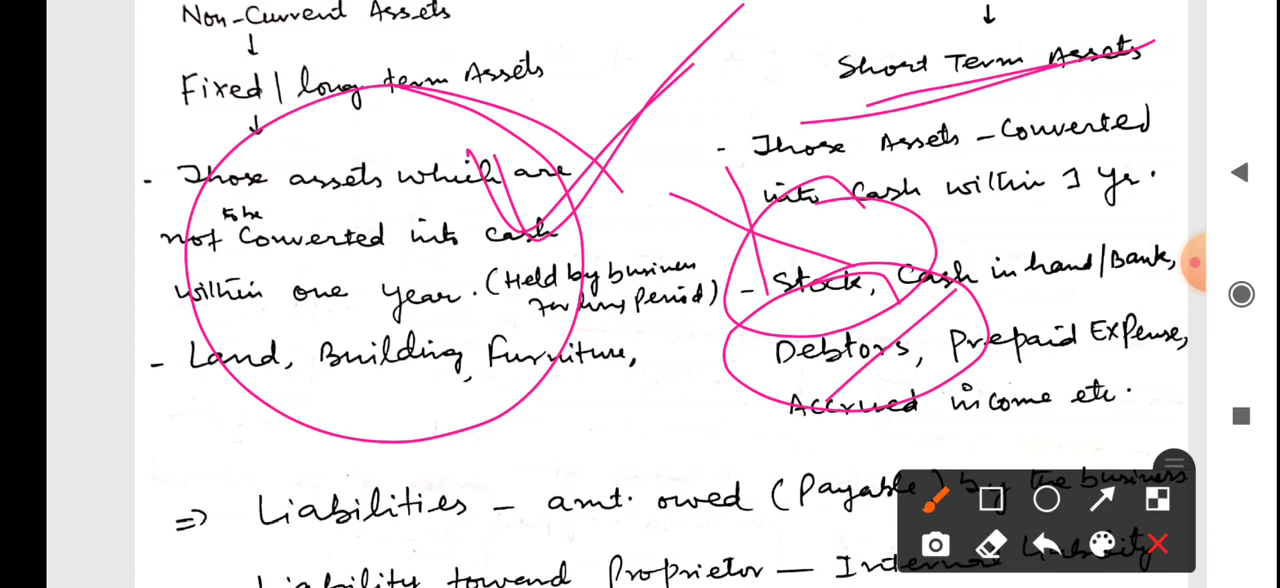 Non-Current Assets
↓
Fixed | long term Assets
↓
- Those assets which are
not to be Converted into cash
within one year. (Held by business
for long period)
- Land, Building, Furniture,
↓
Short Term Assets
- Those Assets - Converted
into Cash within 1 Yr.
- Stock, Cash in hand/Bank,
Debtors, Prepaid Expense,
Accrued income etc.
=> Liabilities - amt. owed (Payable) by the business
Liability toward Proprietor - Internal Liability